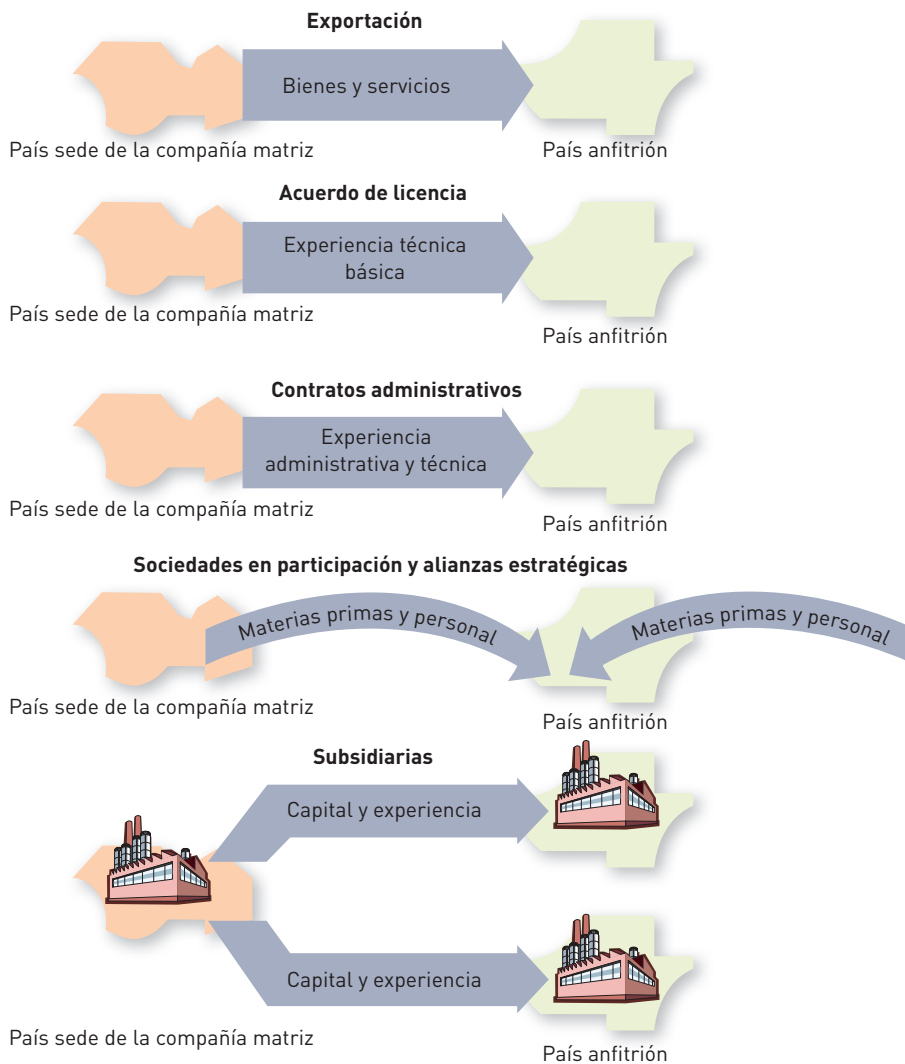 Exportación
Bienes y servicios
País sede de la compañía matriz
País anfitrión
Acuerdo de licencia
Experiencia técnica
básica
País sede de la compañía matriz
País anfitrión
Contratos administrativos
Experiencia
administrativa y técnica
País sede de la compañía matriz
País anfitrión
Sociedades en participación y alianzas estratégicas
Materias primas y personal
Materias primas y personal
País sede de la compañía matriz
País anfitrión
Subsidiarias
Capital y experiencia
Capital y experiencia
País sede de la compañía matriz
País anfitrión